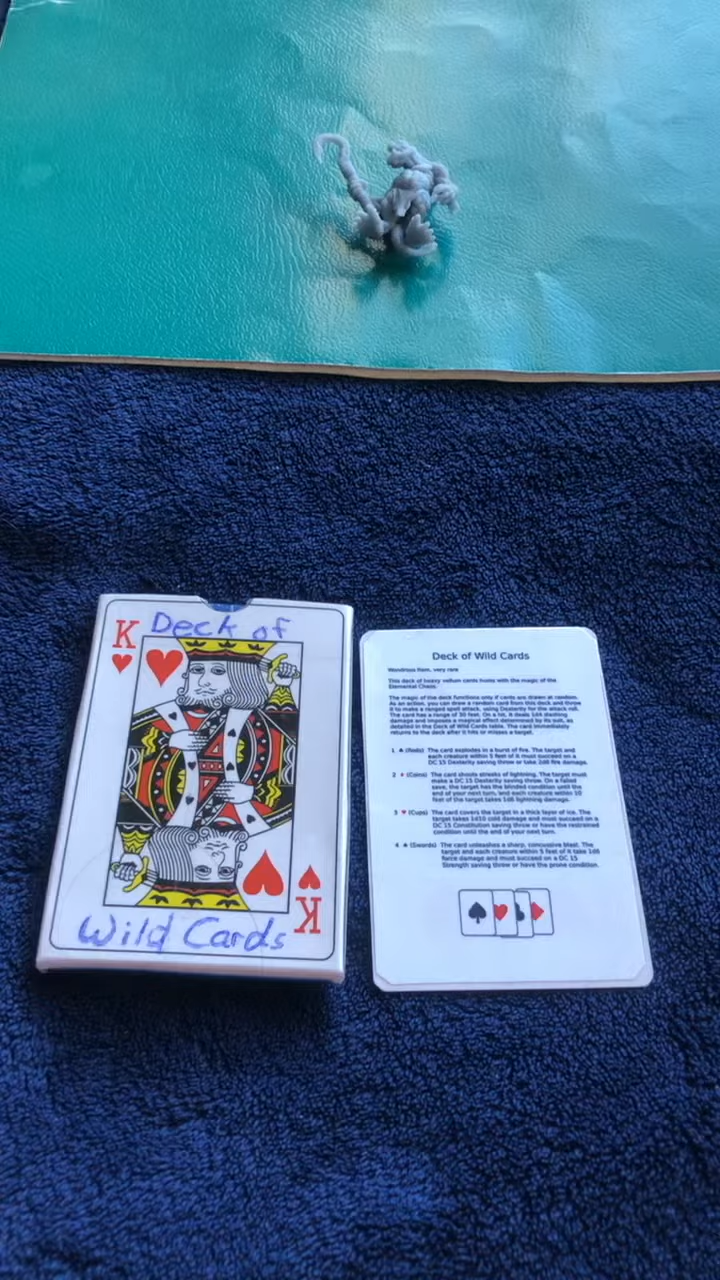 K Deck of
Wild Cards K
Deck of Wild Cards
Wondrous Item, very rare
This deck of heavy vellum cards hums with the magic of the
Elemental Chaos.
The magic of the deck functions only if cards are drawn at random.
As an action, you can draw a random card from this deck and throw
it to make a ranged spell attack, using Dexterity for the attack roll.
The card has a range of 30 feet. On a hit, it deals 1d4 slashing
damage and imposes a magical effect determined by its suit, as
detailed in the Deck of Wild Cards table. The card immediately
returns to the deck after it hits or misses a target.
1 ♣ (Rods) The card explodes in a burst of fire. The target and
each creature within 5 feet of it must succeed on a
DC 15 Dexterity saving throw or take 2d8 fire damage.
2 ♦ (Coins) The card shoots streaks of lightning. The target must
make a DC 15 Dexterity saving throw. On a failed
save, the target has the blinded condition until the
end of your next turn, and each creature within 10
feet of the target takes 1d8 lightning damage.
3 ♥ (Cups) The card covers the target in a thick layer of ice. The
target takes 1d10 cold damage and must succeed on a
DC 15 Constitution saving throw or have the restrained
condition until the end of your next turn.
4 ♠ (Swords) The card unleashes a sharp, concussive blast. The
target and each creature within 5 feet of it take 1d6
force damage and must succeed on a DC 15
Strength saving throw or have the prone condition.